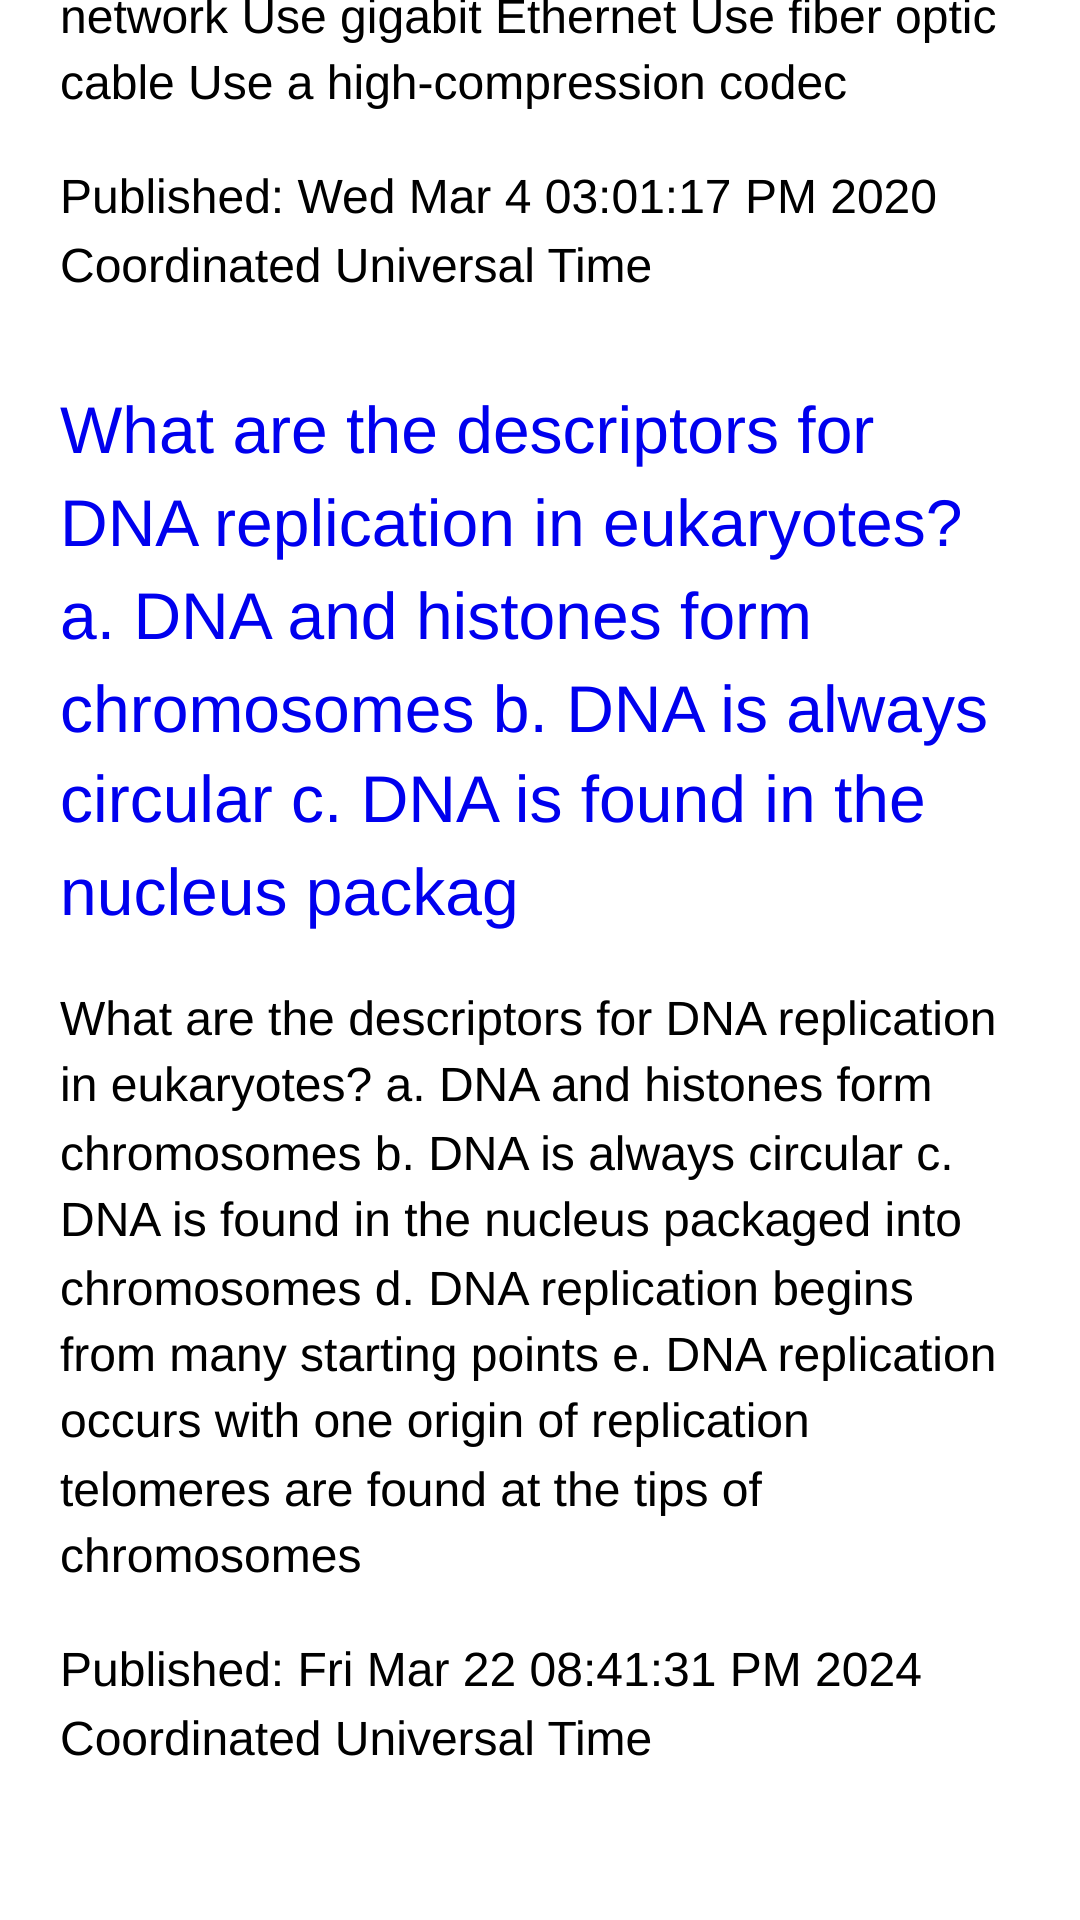 network Use gigabit Ethernet Use fiber optic
cable Use a high-compression codec
Published: Wed Mar 4 03:01:17 PM 2020
Coordinated Universal Time
What are the descriptors for
DNA replication in eukaryotes?
a. DNA and histones form
chromosomes b. DNA is always
circular c. DNA is found in the
nucleus packag
What are the descriptors for DNA replication
in eukaryotes? a. DNA and histones form
chromosomes b. DNA is always circular c.
DNA is found in the nucleus packaged into
chromosomes d. DNA replication begins
from many starting points e. DNA replication
occurs with one origin of replication
telomeres are found at the tips of
chromosomes
Published: Fri Mar 22 08:41:31 PM 2024
Coordinated Universal Time